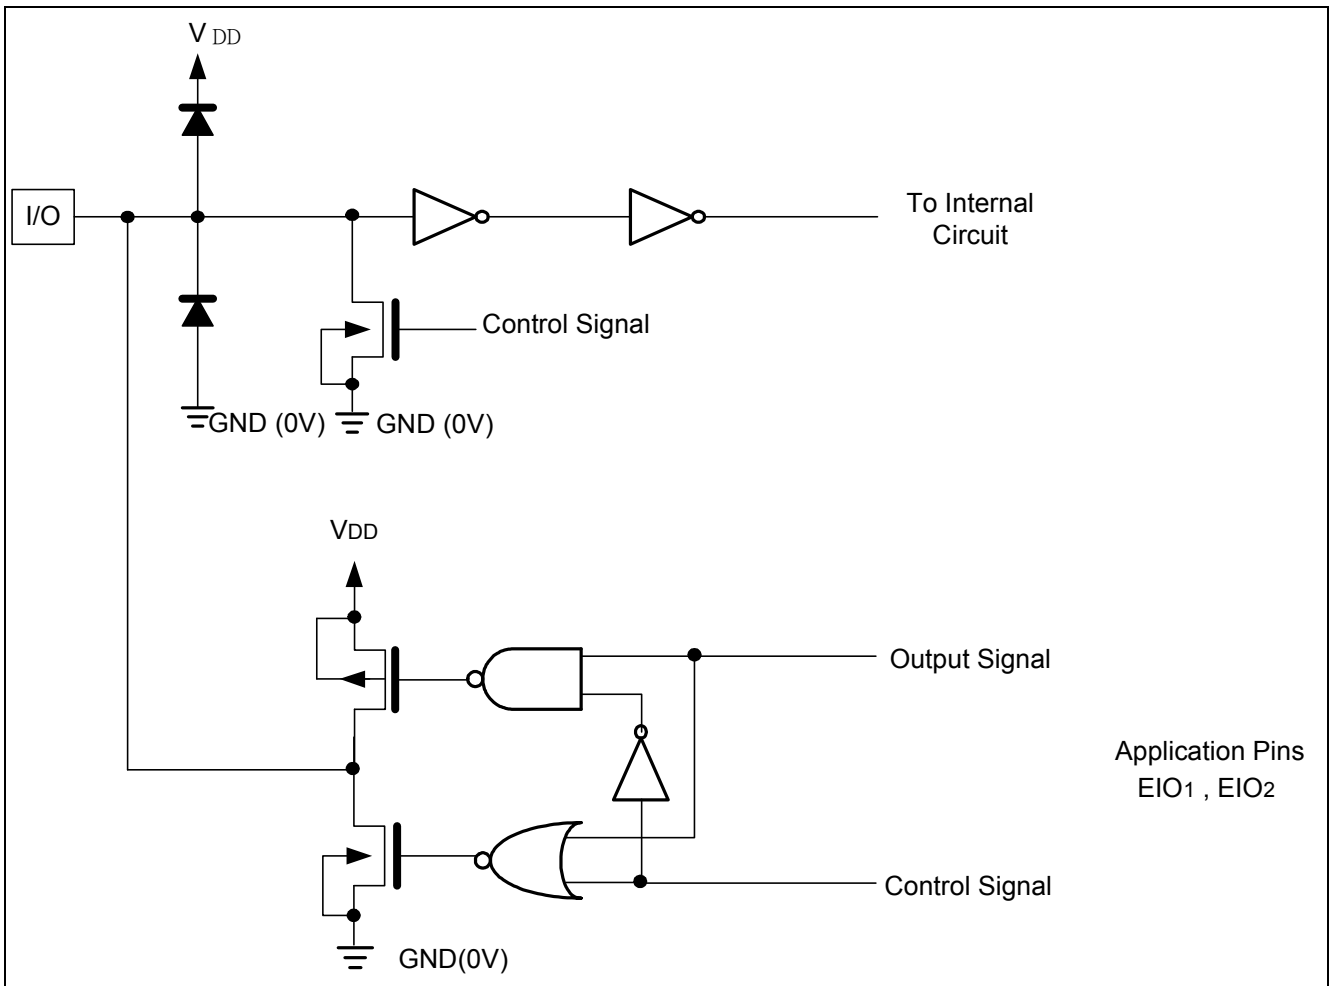 V DD
I/O
To Internal
Circuit
Control Signal
GND (0V)
GND (0V)
VDD
Output Signal
Application Pins
EIO1 , EIO2
Control Signal
GND(0V)